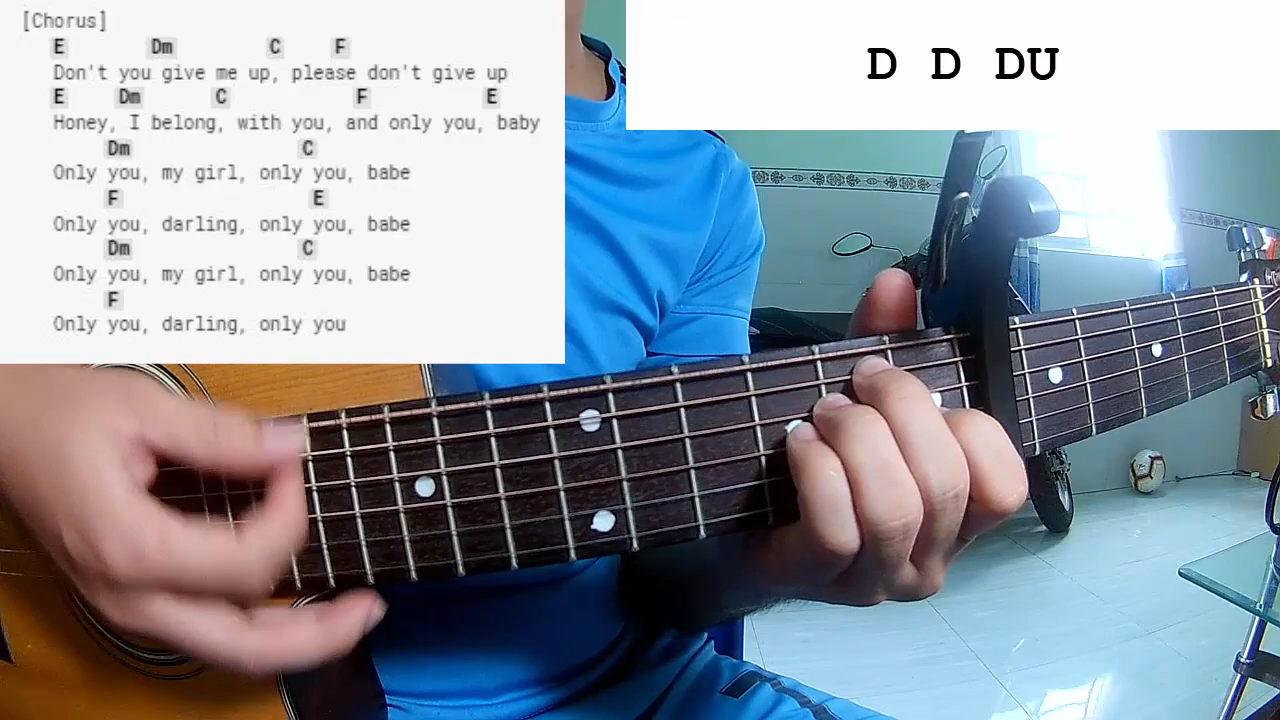 [Chorus]
E Dm C F
Don't you give me up, please don't give up
E Dm C F E
Honey, I belong, with you, and only you, baby
Dm C
Only you, my girl, only you, babe
F E
Only you, darling, only you, babe
Dm C
Only you, my girl, only you, babe
F
Only you, darling, only you
D D DU